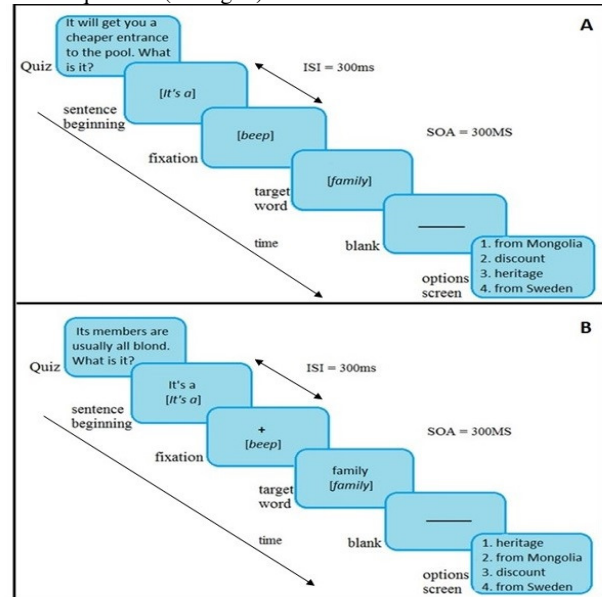 A
It will get you a
cheaper entrance
to the pool. What
is it?
Quiz
ISI = 300ms
[It's a]
sentence
beginning
[beep]
fixation
SOA = 300MS
[family]
target
word
time
blank
1. from Mongolia
2. discount
3. heritage
4. from Sweden
options
screen
B
Its members are
usually all blond.
What is it?
Quiz
ISI = 300ms
It's a
[It's a]
sentence
beginning
+
[beep]
fixation
SOA = 300MS
family
[family]
target
word
time
blank
1. heritage
2. from Mongolia
3. discount
4. from Sweden
options
screen